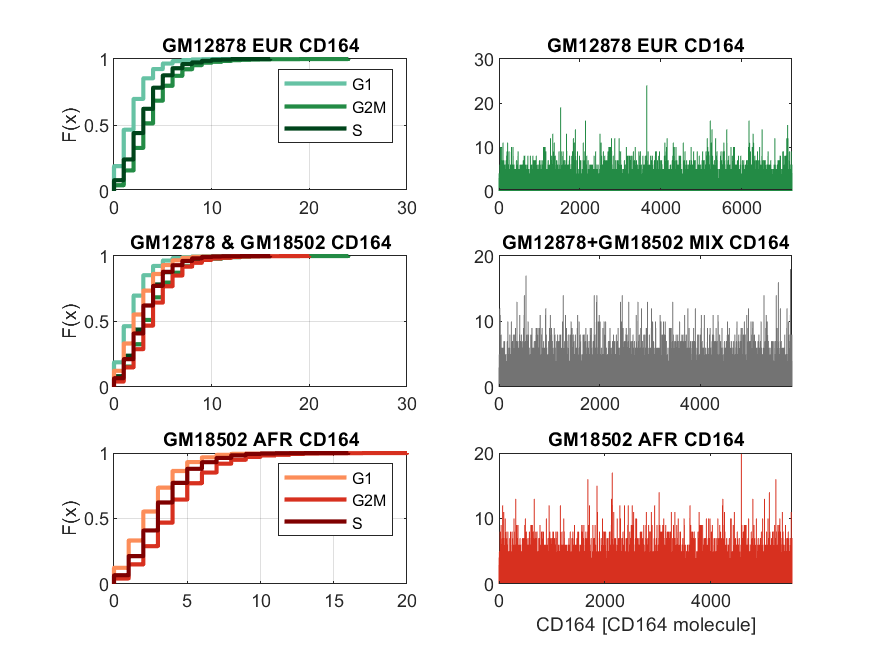 GM12878 EUR CD164
1
0.5
0
F(x)
0 10 20 30
G1
G2M
S
GM12878 EUR CD164
30
20
10
0
0 2000 4000 6000
GM12878 & GM18502 CD164
1
0.5
0
F(x)
0 10 20 30
GM12878+GM18502 MIX CD164
20
10
0
0 2000 4000
GM18502 AFR CD164
1
0.5
0
F(x)
0 5 10 15 20
G1
G2M
S
GM18502 AFR CD164
20
10
0
0 2000 4000
CD164 [CD164 molecule]